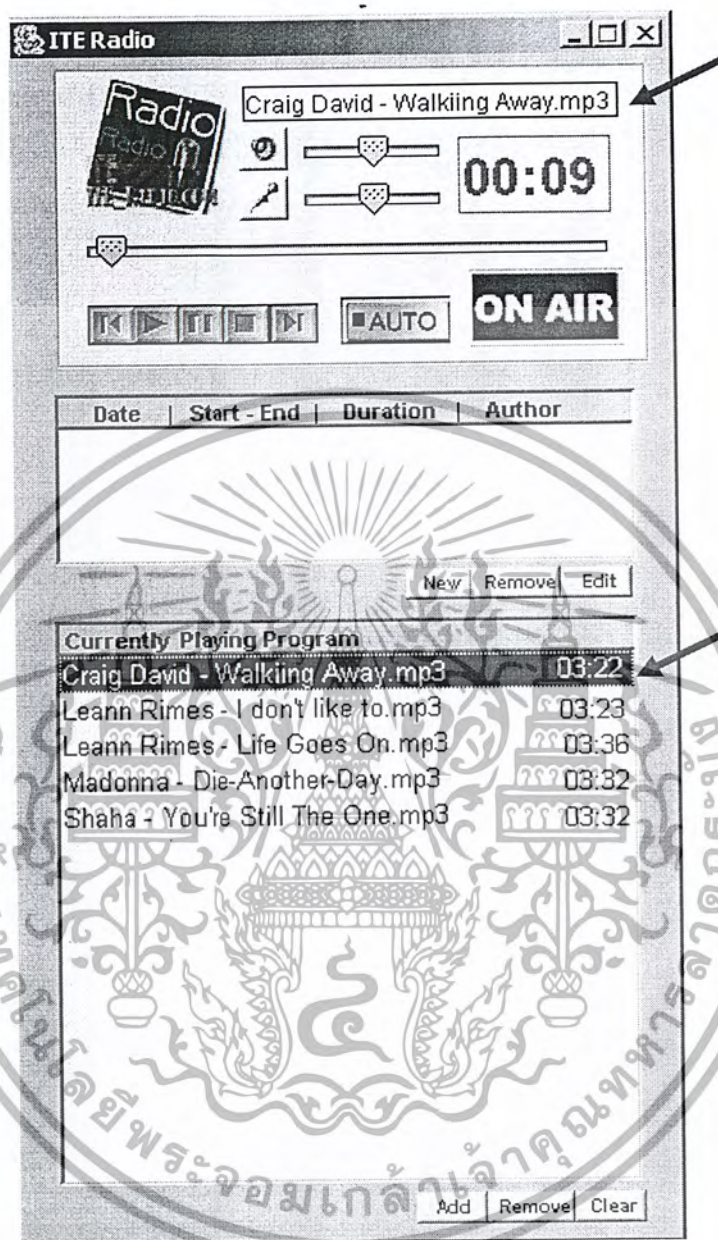 ITE Radio
Radio
Radio
Craig David - Walkiing Away.mp3
00:09
AUTO
ON AIR
Date | Start - End | Duration | Author
New Remove Edit
Currently Playing Program
Craig David - Walkiing Away.mp3 03:22
Leann Rimes - I don't like to.mp3 03:23
Leann Rimes - Life Goes On.mp3 03:36
Madonna - Die-Another-Day.mp3 03:32
Shaha - You're Still The One.mp3 03:32
Add Remove Clear